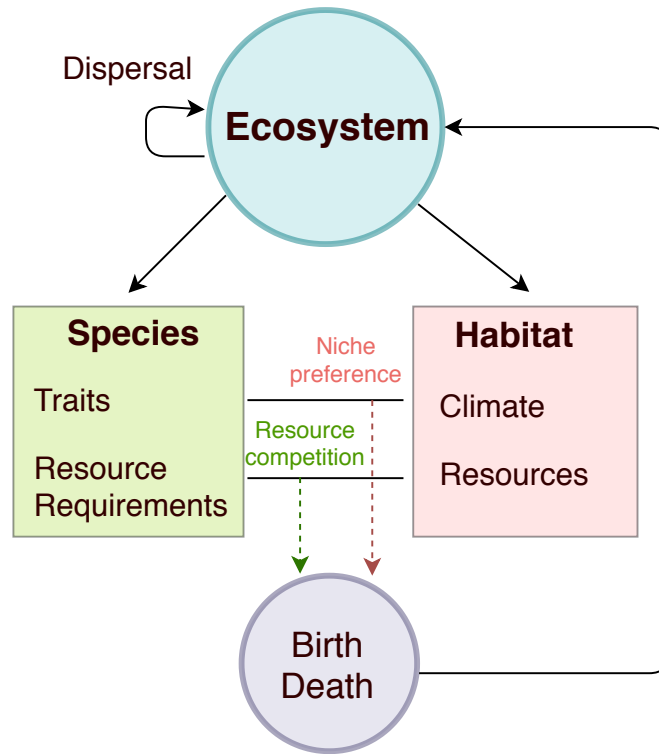 Dispersal
Ecosystem
Species
Habitat
Niche
preference
Traits
Climate
Resource
competition
Resource
Requirements
Resources
Birth
Death